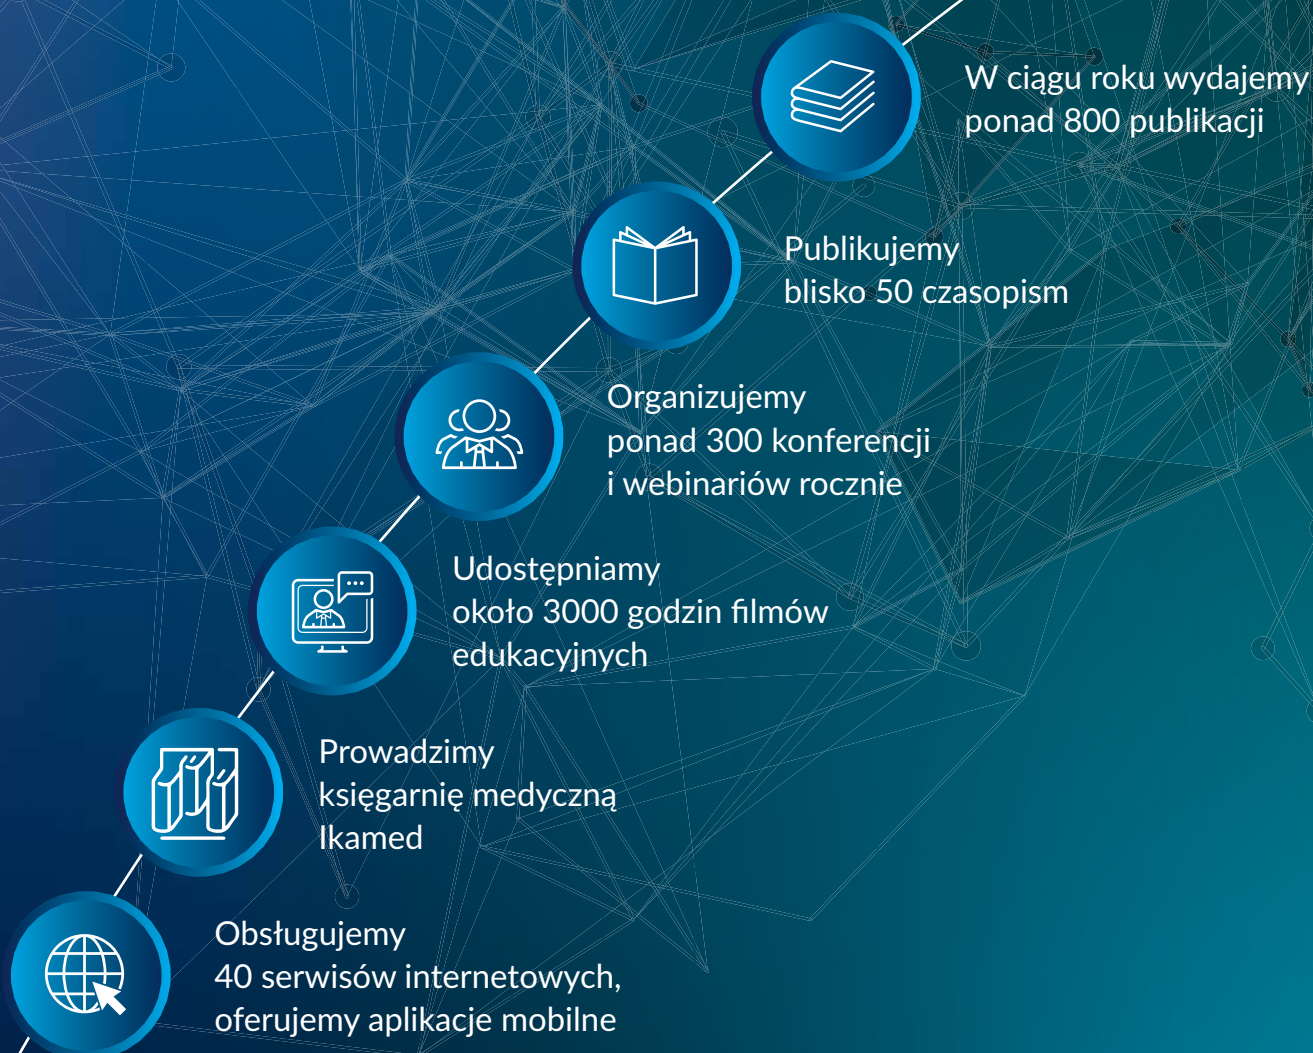 W ciągu roku wydajemy
ponad 800 publikacji
Publikujemy
blisko 50 czasopism
Organizujemy
ponad 300 konferencji
i webinariów rocznie
Udostępniamy
około 3000 godzin filmów
edukacyjnych
Prowadzimy
księgarnię medyczną
Ikamed
Obsługujemy
40 serwisów internetowych,
oferujemy aplikacje mobilne